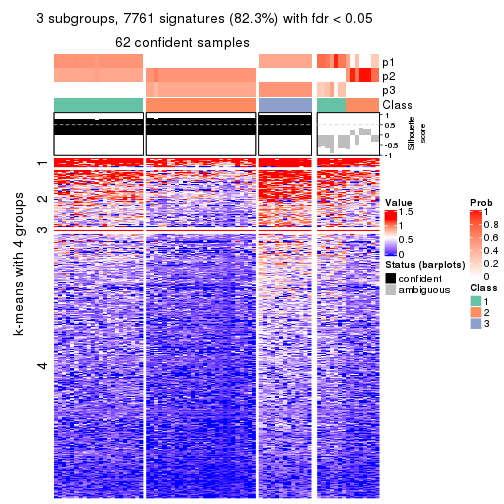 3 subgroups, 7761 signatures (82.3%) with fdr < 0.05
62 confident samples
p1
p2
p3
Class
1
0.5
0
-0.5
-1
Silhouette
score
k-means with 4 groups
1
2
3
4
Value
1.5
1
0.5
0
Status (barplots)
confident
ambiguous
Prob
1
0.8
0.6
0.4
0.2
0
Class
1
2
3